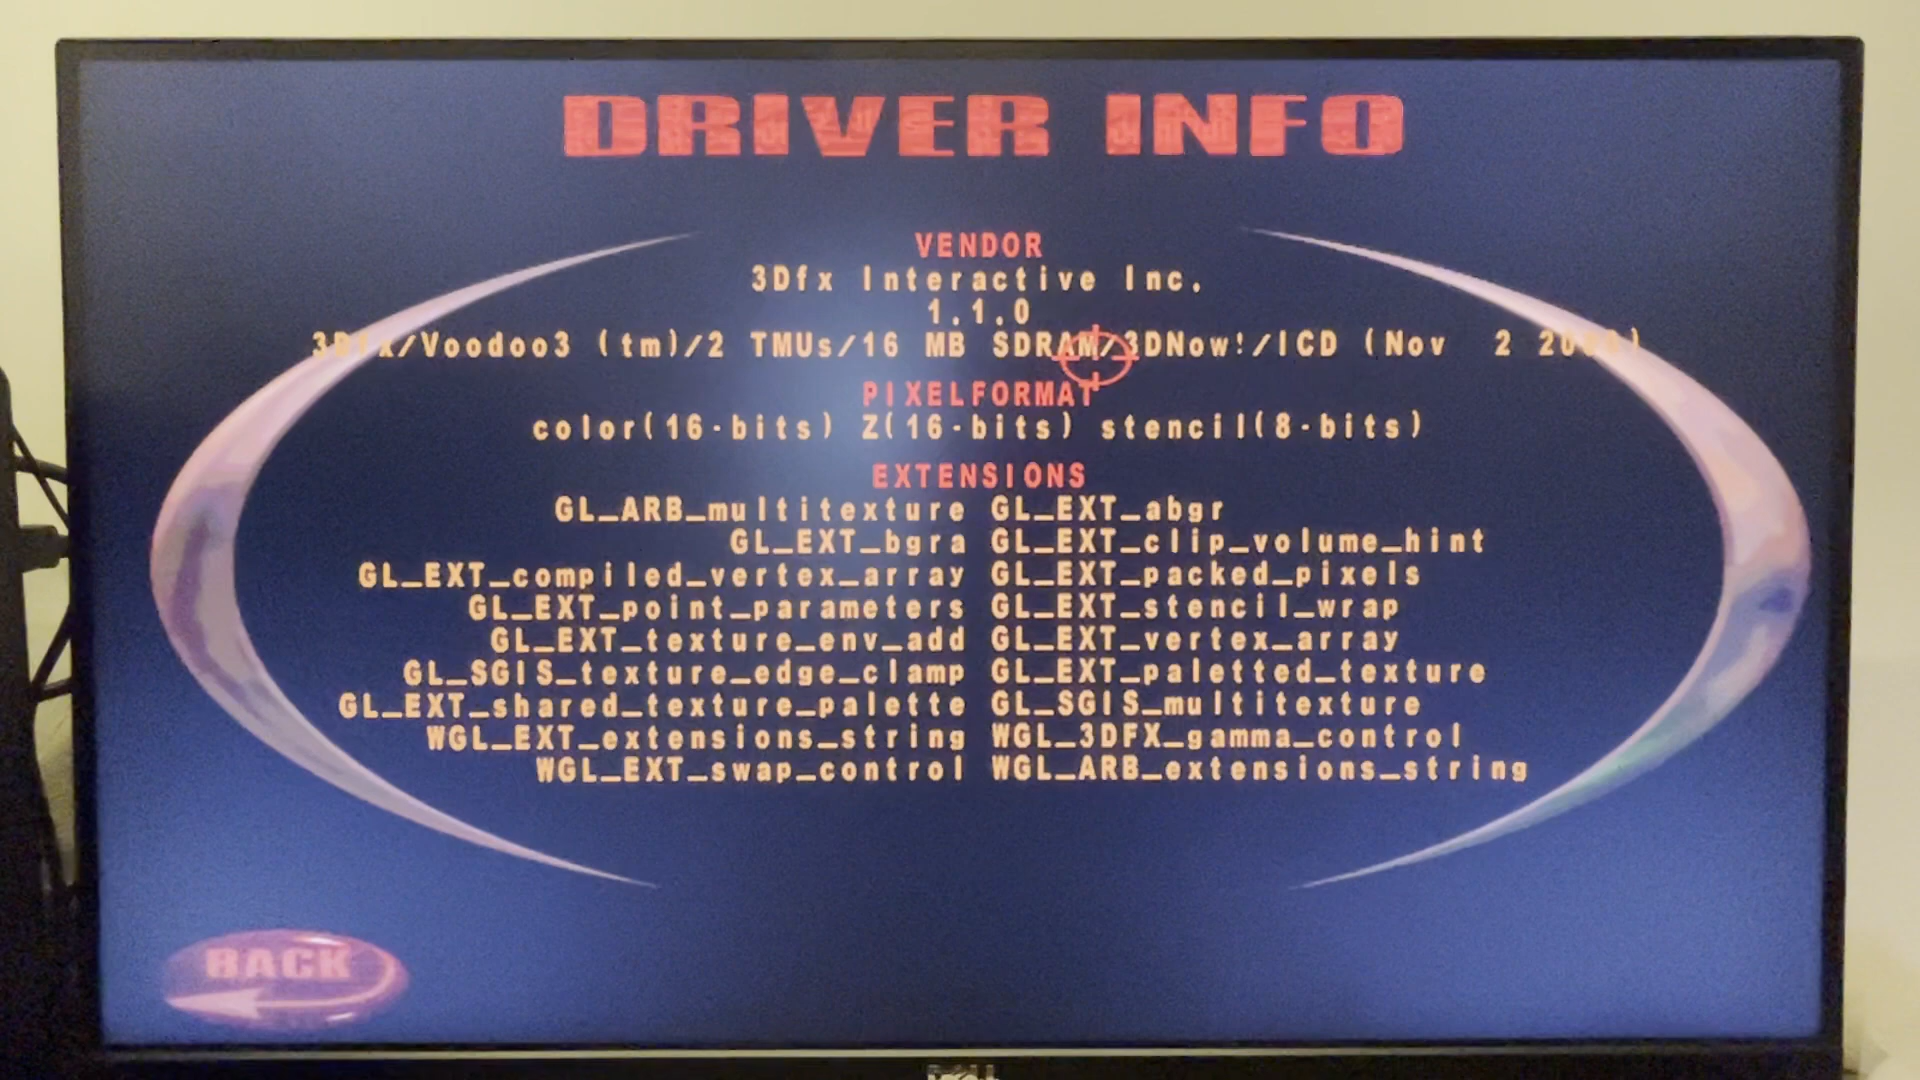 DRIVER INFO
VENDOR
3Dfx Interactive Inc.
1.1.0
3Dfx/Voodoo3 (tm)/2 TMUs/16 MB SDRAM/3DNow!/ICD (Nov 2
PIXELFORMAT
color(16-bits) Z(16-bits) stencil(8-bits)
EXTENSIONS
GL_ARB_multitexture GL_EXT_abgr
GL_EXT_bgra GL_EXT_clip_volume_hint
GL_EXT_compiled_vertex_array GL_EXT_packed_pixels
GL_EXT_point_parameters GL_EXT_stencil_wrap
GL_EXT_texture_env_add GL_EXT_vertex_array
GL_SGIS_texture_edge_clamp GL_EXT_paletted_texture
GL_EXT_shared_texture_palette GL_SGIS_multitexture
WGL_EXT_extensions_string WGL_3DFX_gamma_control
WGL_EXT_swap_control WGL_ARB_extensions_string
BACK